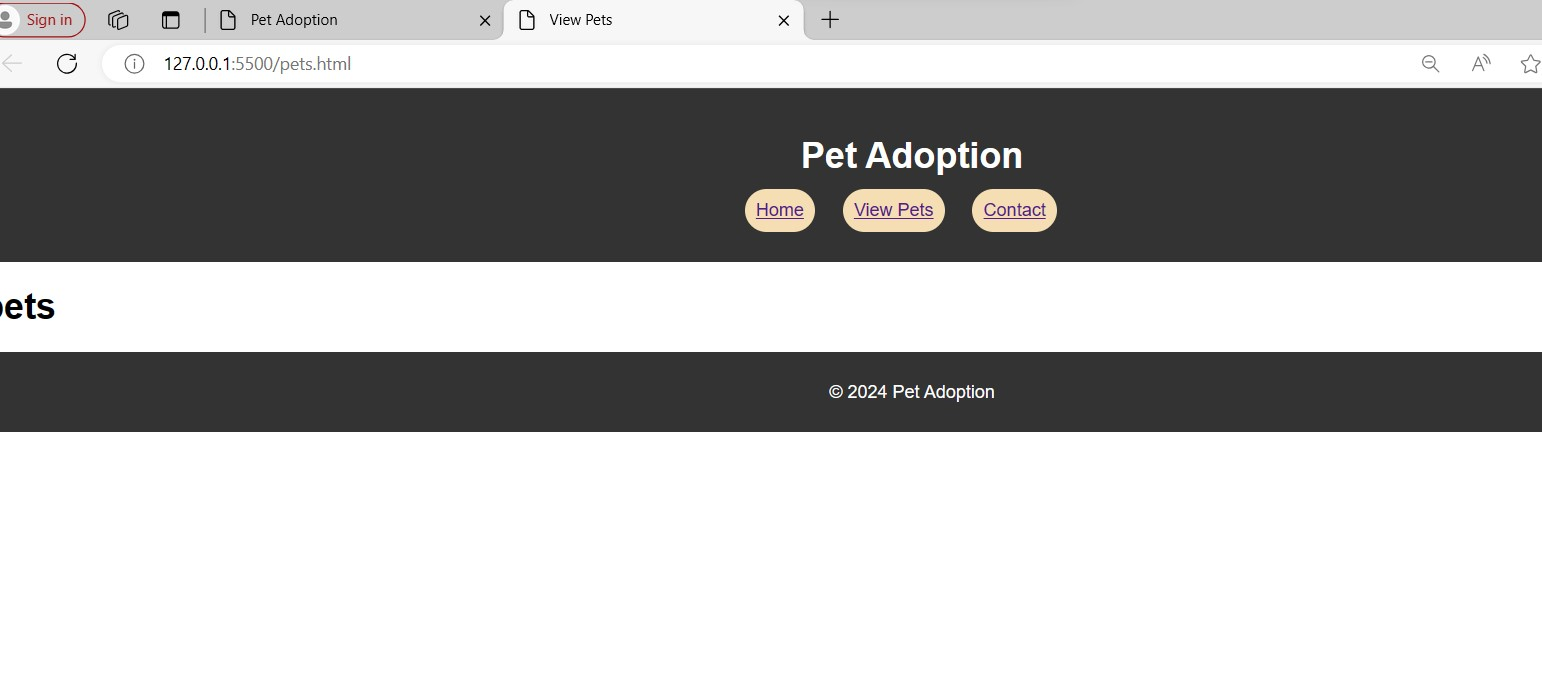 Sign in Pet Adoption View Pets
127.0.0.1:5500/pets.html
Pet Adoption
Home View Pets Contact
pets
© 2024 Pet Adoption